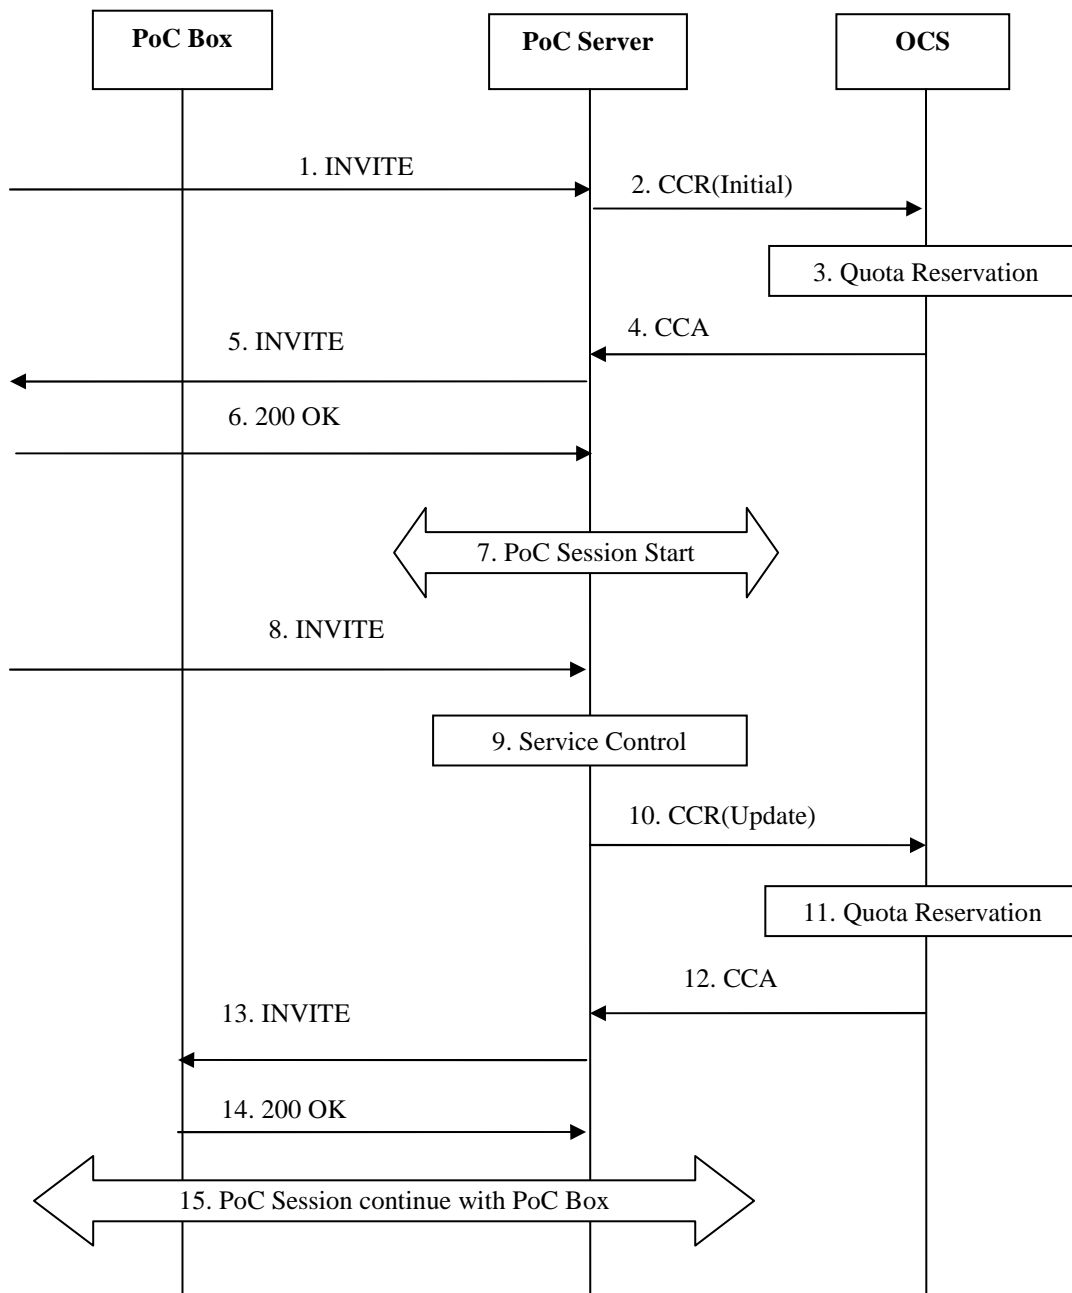 PoC Box
PoC Server
OCS
1. INVITE
2. CCR(Initial)
3. Quota Reservation
4. CCA
5. INVITE
6. 200 OK
7. PoC Session Start
8. INVITE
9. Service Control
10. CCR(Update)
11. Quota Reservation
12. CCA
13. INVITE
14. 200 OK
15. PoC Session continue with PoC Box